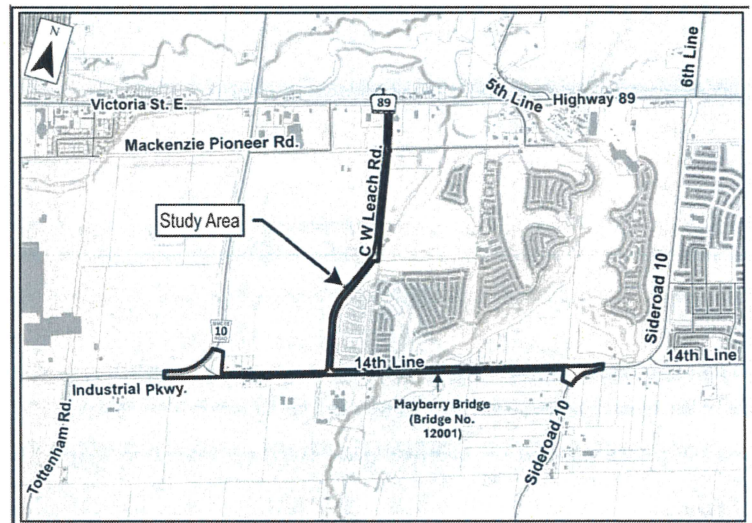 N
6th Line
89
5th Line
Highway 89
Victoria St. E.
Mackenzie Pioneer Rd.
C W Leach Rd.
Study Area
Sideroad 10
10
14th Line
14th Line
Industrial Pkwy.
Mayberry Bridge
(Bridge No.
12001)
Tottenham Rd.
Sideroad 10